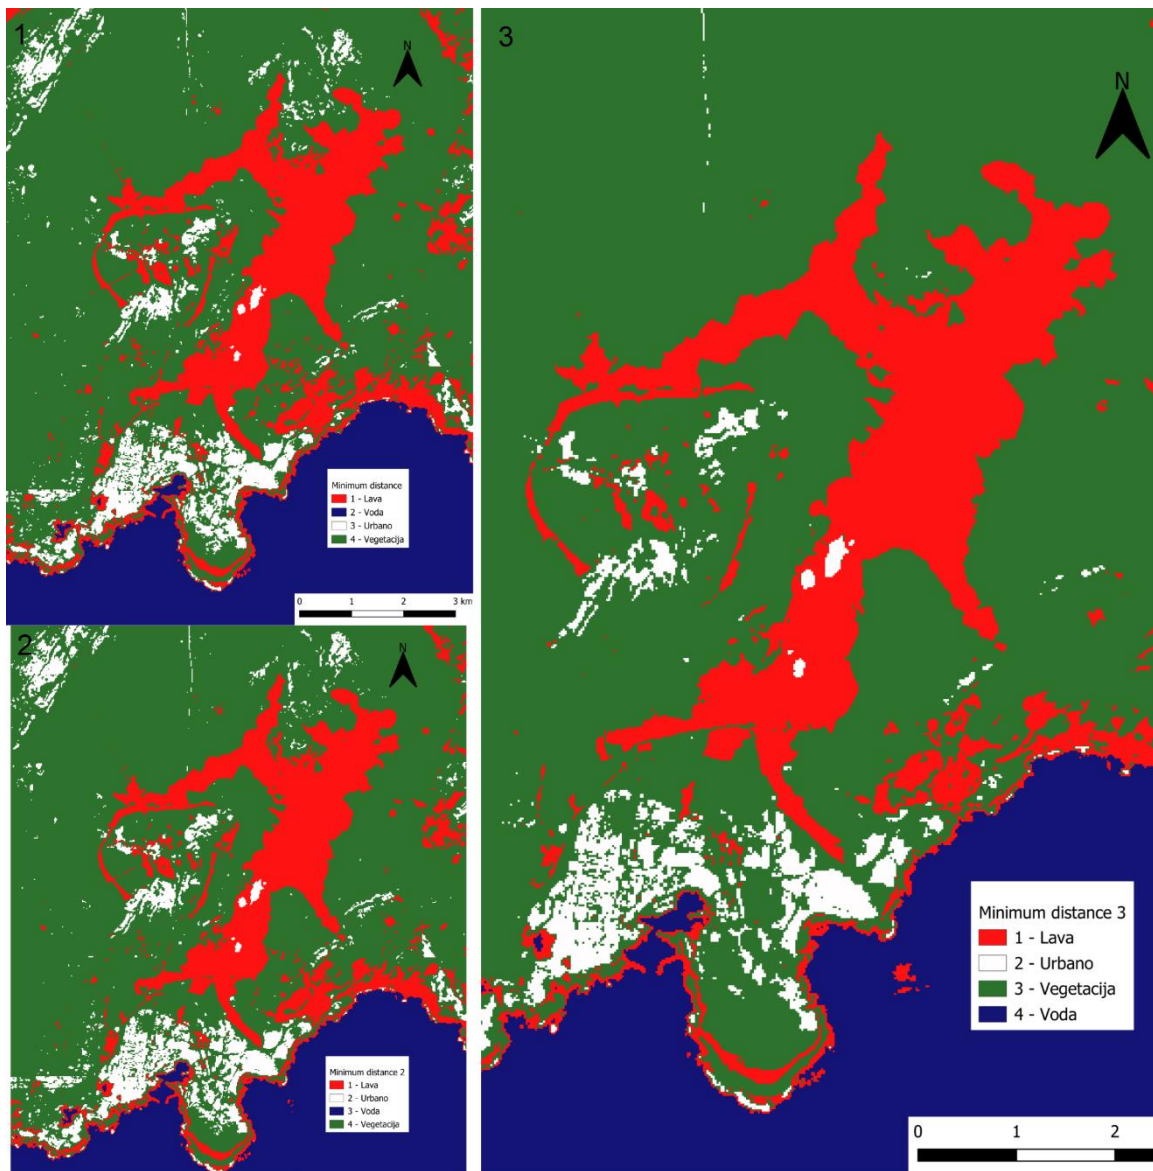 1
N
Minimum distance
1 - Lava
2 - Voda
3 - Urbano
4 - Vegetacija
0 1 2 3 km
2
N
Minimum distance 2
1 - Lava
2 - Urbano
3 - Voda
4 - Vegetacija
3
N
Minimum distance 3
1 - Lava
2 - Urbano
3 - Vegetacija
4 - Voda
0 1 2